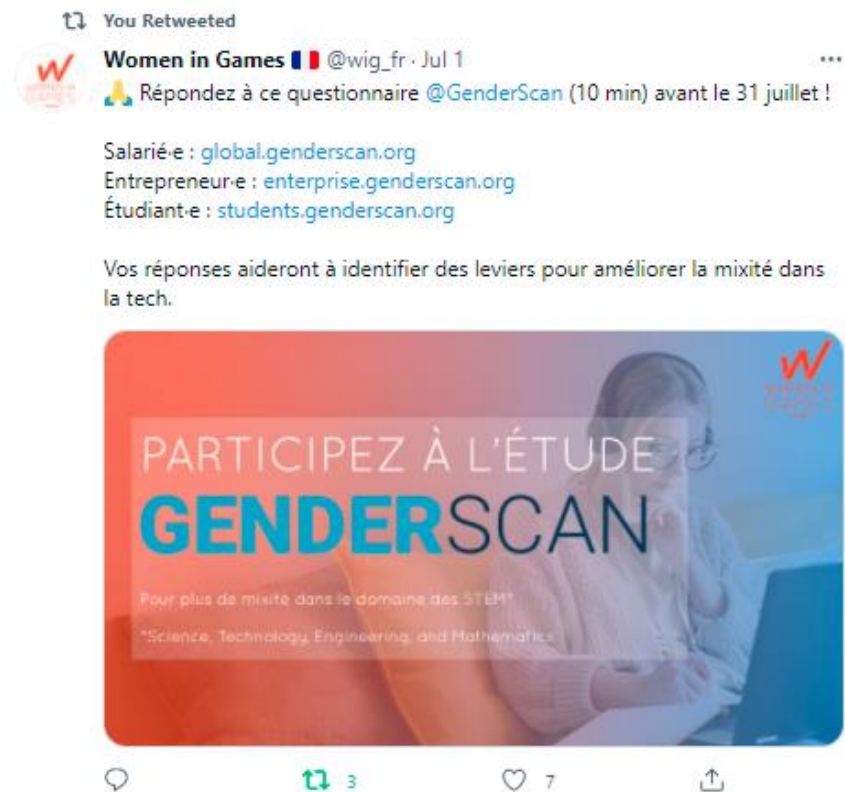 You Retweeted
Women in Games 🇫🇷 @wig_fr · Jul 1
🙏 Répondez à ce questionnaire @GenderScan (10 min) avant le 31 juillet !
Salarié·e : global.genderscan.org
Entrepreneur·e : enterprise.genderscan.org
Étudiant·e : students.genderscan.org
Vos réponses aideront à identifier des leviers pour améliorer la mixité dans
la tech.
PARTICIPEZ À L'ÉTUDE
GENDERSCAN
Pour plus de mixité dans le domaine des STEM*
*Science, Technology, Engineering, and Mathematics
3
7